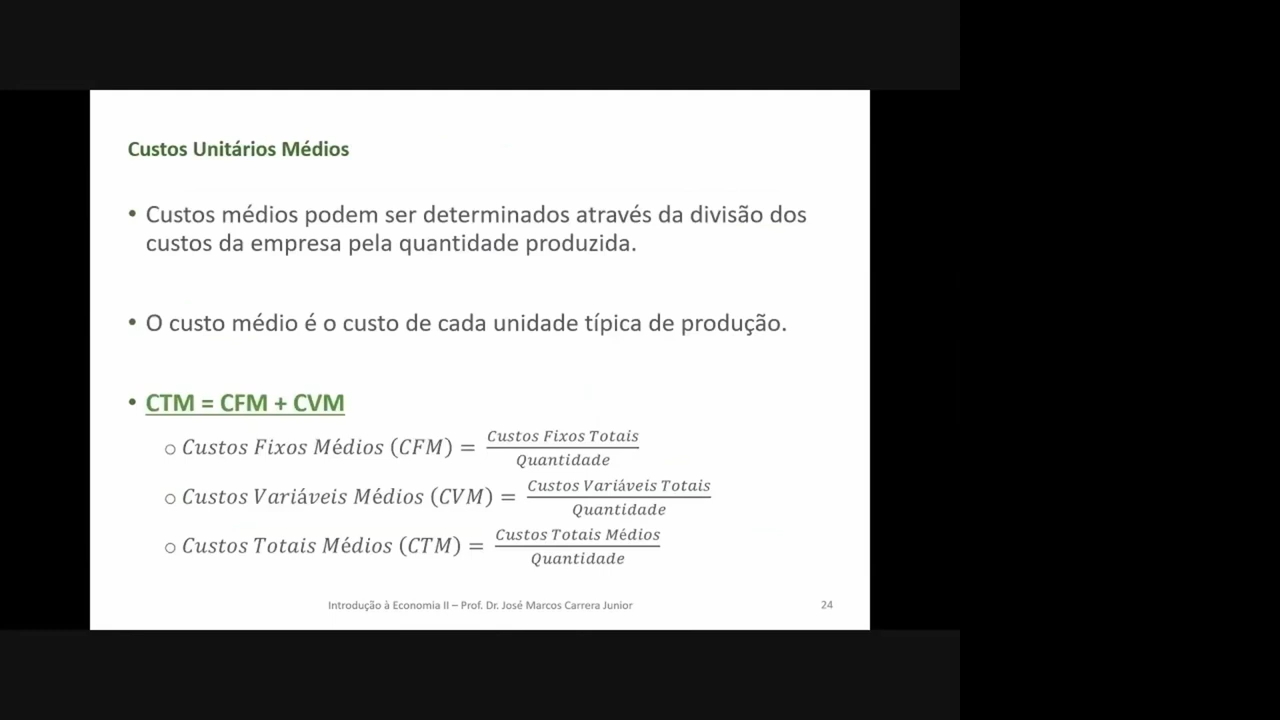 Custos Unitários Médios
• Custos médios podem ser determinados através da divisão dos
custos da empresa pela quantidade produzida.
• O custo médio é o custo de cada unidade típica de produção.
• CTM = CFM + CVM
○ Custos Fixos Médios (CFM) = Custos Fixos Totais / Quantidade
○ Custos Variáveis Médios (CVM) = Custos Variáveis Totais / Quantidade
○ Custos Totais Médios (CTM) = Custos Totais Médios / Quantidade
Introdução à Economia II – Prof. Dr. José Marcos Carrera Junior 24